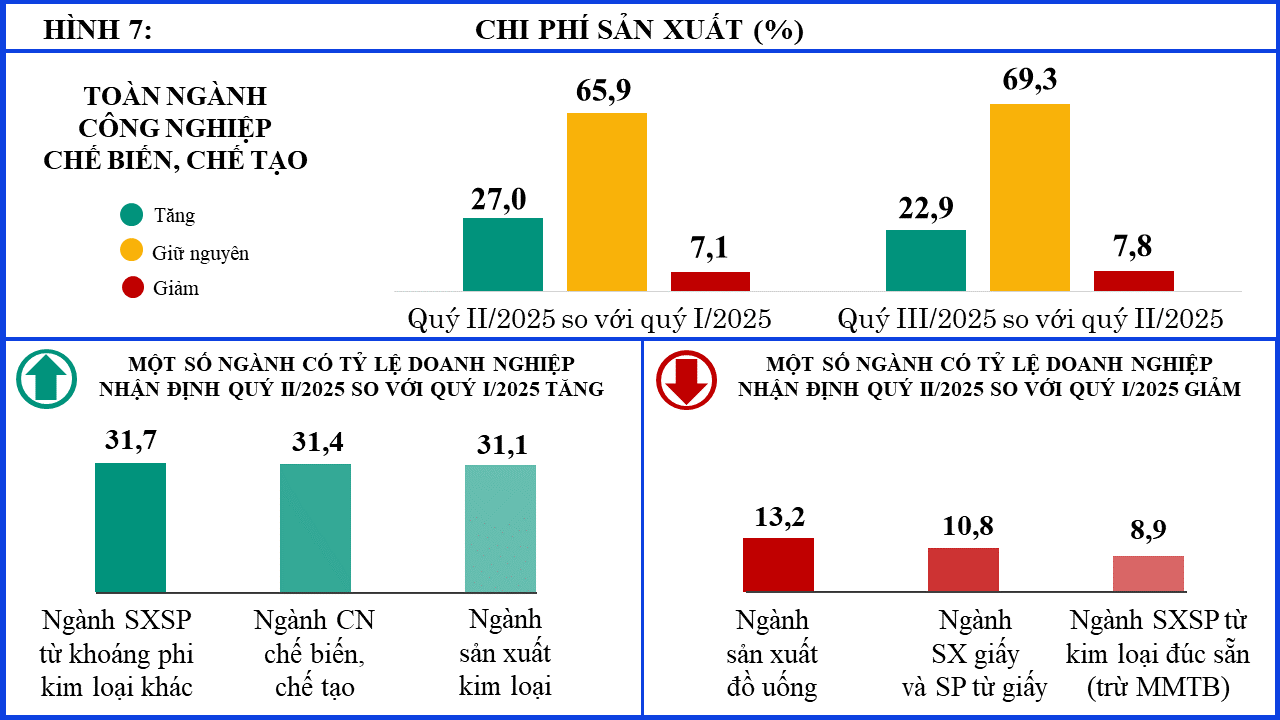 HÌNH 7:
CHI PHÍ SẢN XUẤT (%)
TOÀN NGÀNH
CÔNG NGHIỆP
CHẾ BIẾN, CHẾ TẠO
Tăng
Giữ nguyên
Giảm
27,0
65,9
7,1
Quý II/2025 so với quý I/2025
22,9
69,3
7,8
Quý III/2025 so với quý II/2025
MỘT SỐ NGÀNH CÓ TỶ LỆ DOANH NGHIỆP
NHẬN ĐỊNH QUÝ II/2025 SO VỚI QUÝ I/2025 TĂNG
31,7
31,4
31,1
Ngành SXSP
từ khoáng phi
kim loại khác
Ngành CN
chế biến,
chế tạo
Ngành
sản xuất
kim loại
MỘT SỐ NGÀNH CÓ TỶ LỆ DOANH NGHIỆP
NHẬN ĐỊNH QUÝ II/2025 SO VỚI QUÝ I/2025 GIẢM
13,2
10,8
8,9
Ngành
sản xuất
đồ uống
Ngành
SX giấy
và SP từ giấy
Ngành SXSP từ
kim loại đúc sẵn
(trừ MMTB)